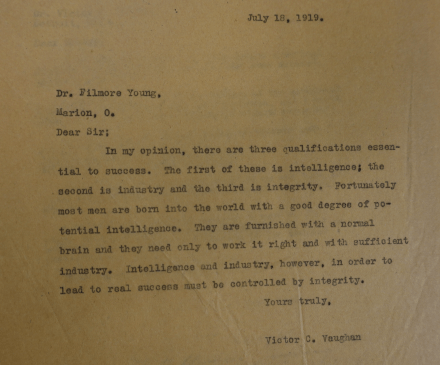 July 18, 1919.
Dr. Filmore Young,
Marion, O.
Dear Sir;
In my opinion, there are three qualifications essen-
tial to success. The first of these is intelligence; the
second is industry and the third is integrity. Fortunately
most men are born into the world with a good degree of po-
tential intelligence. They are furnished with a normal
brain and they need only to work it right and with sufficient
industry. Intelligence and industry, however, in order to
lead to real success must be controlled by integrity.
Yours truly,
Victor C. Vaughan